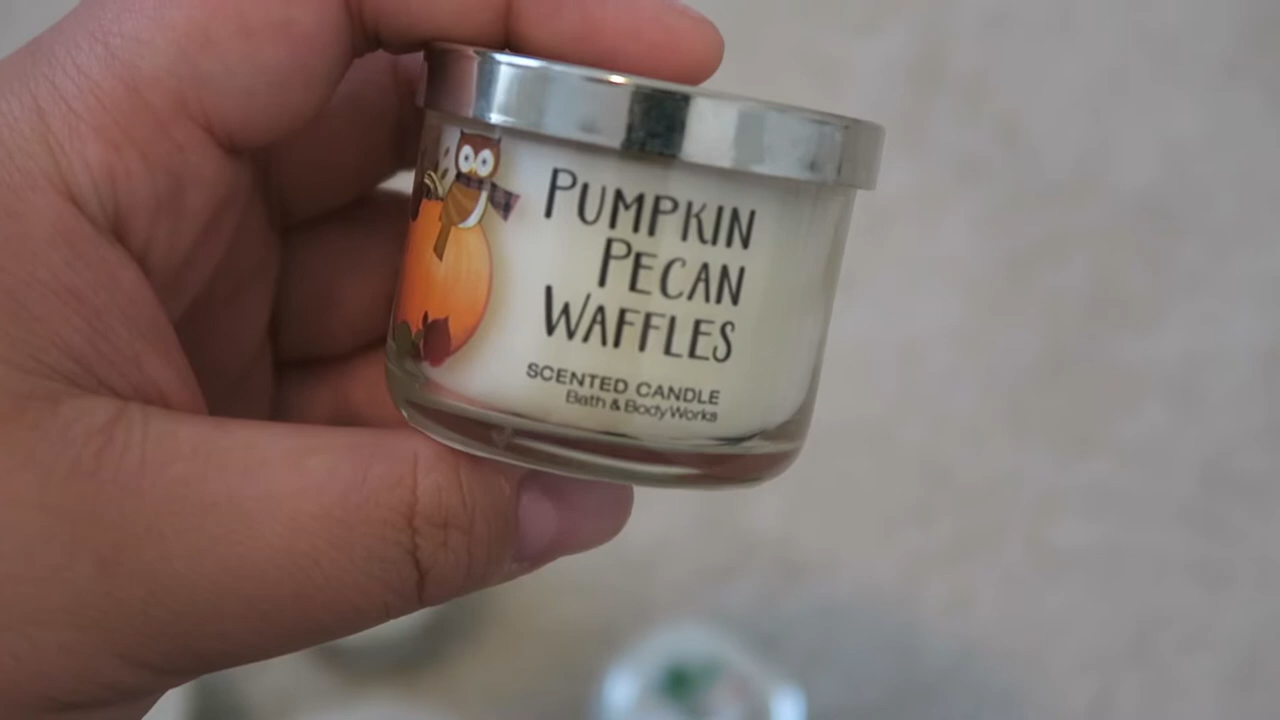 PUMPKIN
PECAN
WAFFLES
SCENTED CANDLE
Bath & Body Works